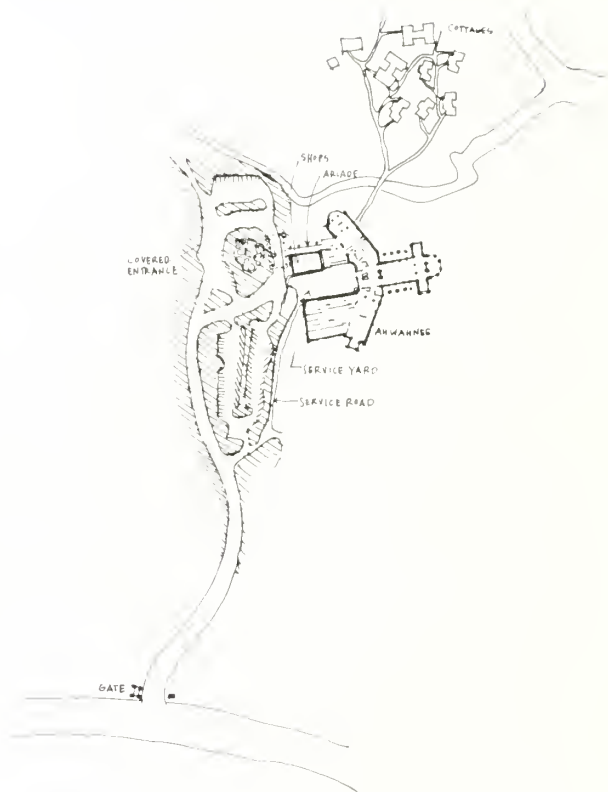 COTTAGES
SHOPS
ARCADE
COVERED
ENTRANCE
AHWAHNEE
SERVICE YARD
SERVICE ROAD
GATE